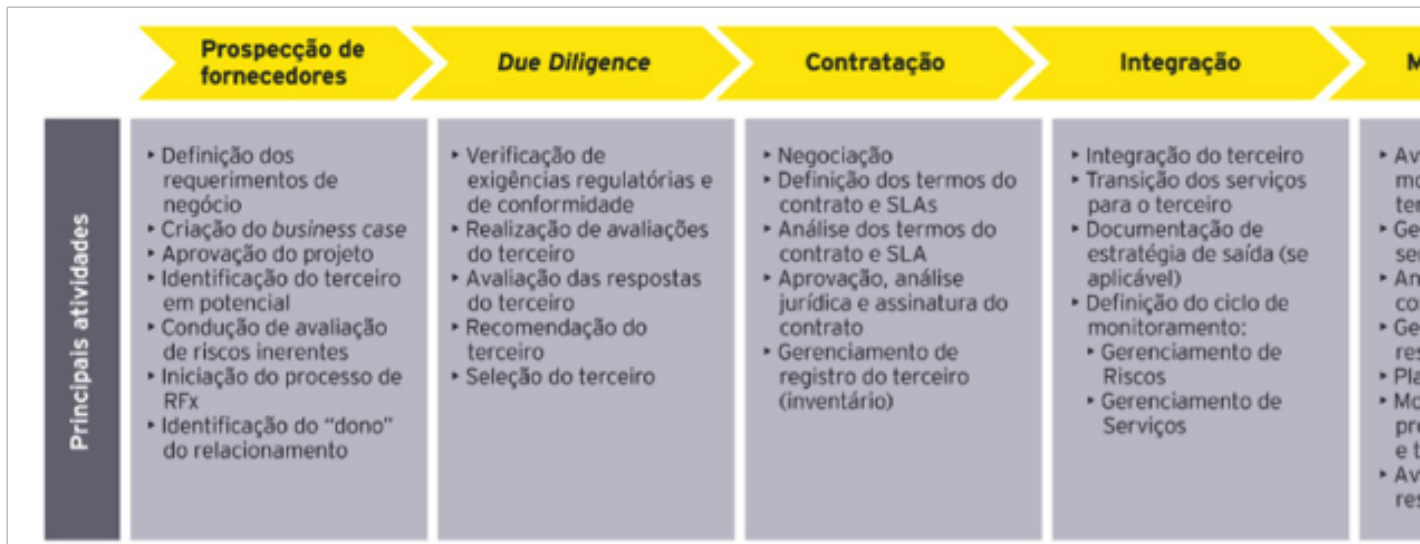 Prospecção de
fornecedores
Due Diligence
Contratação
Integração
Principais atividades
‣ Definição dos
requerimentos de
negócio
‣ Criação do business case
‣ Aprovação do projeto
‣ Identificação do terceiro
em potencial
‣ Condução de avaliação
de riscos inerentes
‣ Iniciação do processo de
RFx
‣ Identificação do “dono”
do relacionamento
‣ Verificação de
exigências regulatórias e
de conformidade
‣ Realização de avaliações
do terceiro
‣ Avaliação das respostas
do terceiro
‣ Recomendação do
terceiro
‣ Seleção do terceiro
‣ Negociação
‣ Definição dos termos do
contrato e SLAs
‣ Análise dos termos do
contrato e SLA
‣ Aprovação, análise
jurídica e assinatura do
contrato
‣ Gerenciamento de
registro do terceiro
(inventário)
‣ Integração do terceiro
‣ Transição dos serviços
para o terceiro
‣ Documentação de
estratégia de saída (se
aplicável)
‣ Definição do ciclo de
monitoramento:
‣ Gerenciamento de
Riscos
‣ Gerenciamento de
Serviços